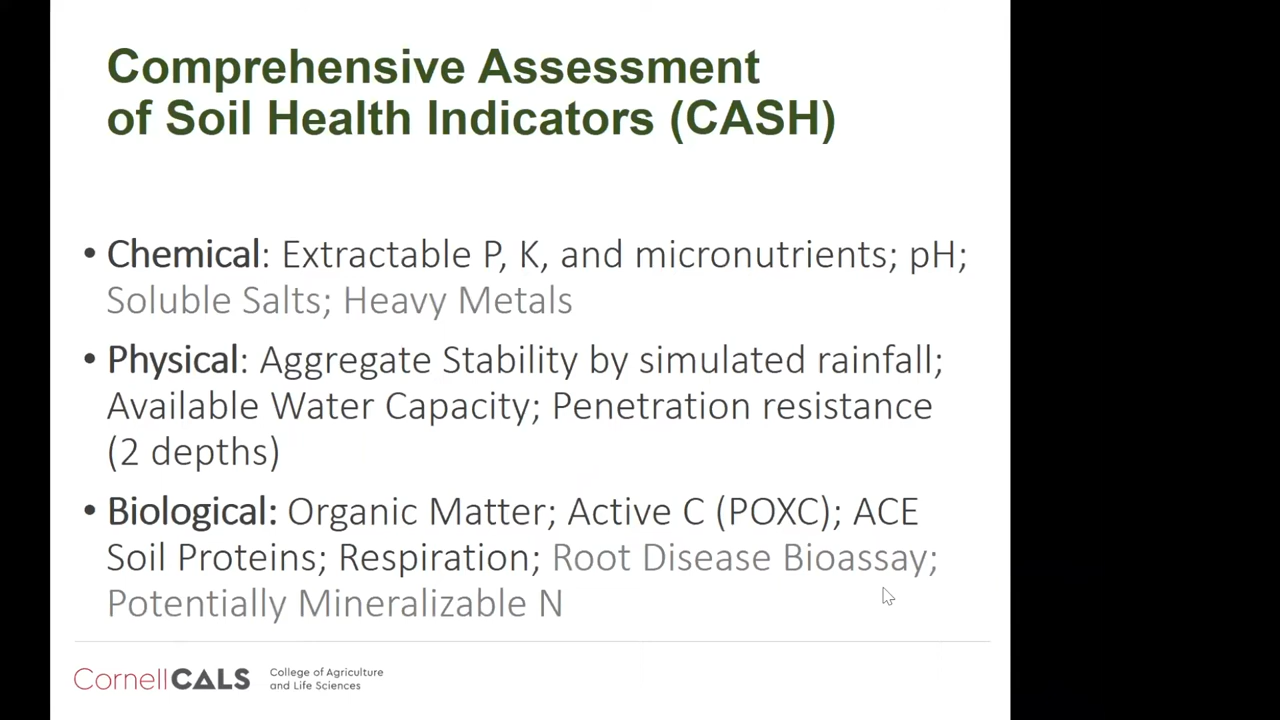 Comprehensive Assessment
of Soil Health Indicators (CASH)
• Chemical: Extractable P, K, and micronutrients; pH;
Soluble Salts; Heavy Metals
• Physical: Aggregate Stability by simulated rainfall;
Available Water Capacity; Penetration resistance
(2 depths)
• Biological: Organic Matter; Active C (POXC); ACE
Soil Proteins; Respiration; Root Disease Bioassay;
Potentially Mineralizable N
CornellCALS
College of Agriculture
and Life Sciences